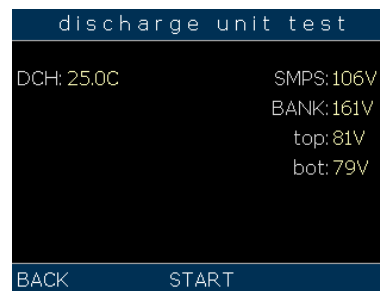 discharge unit test
DCH: 25.0C SMPS: 106V
BANK: 161V
top: 81V
bot: 79V
BACK START